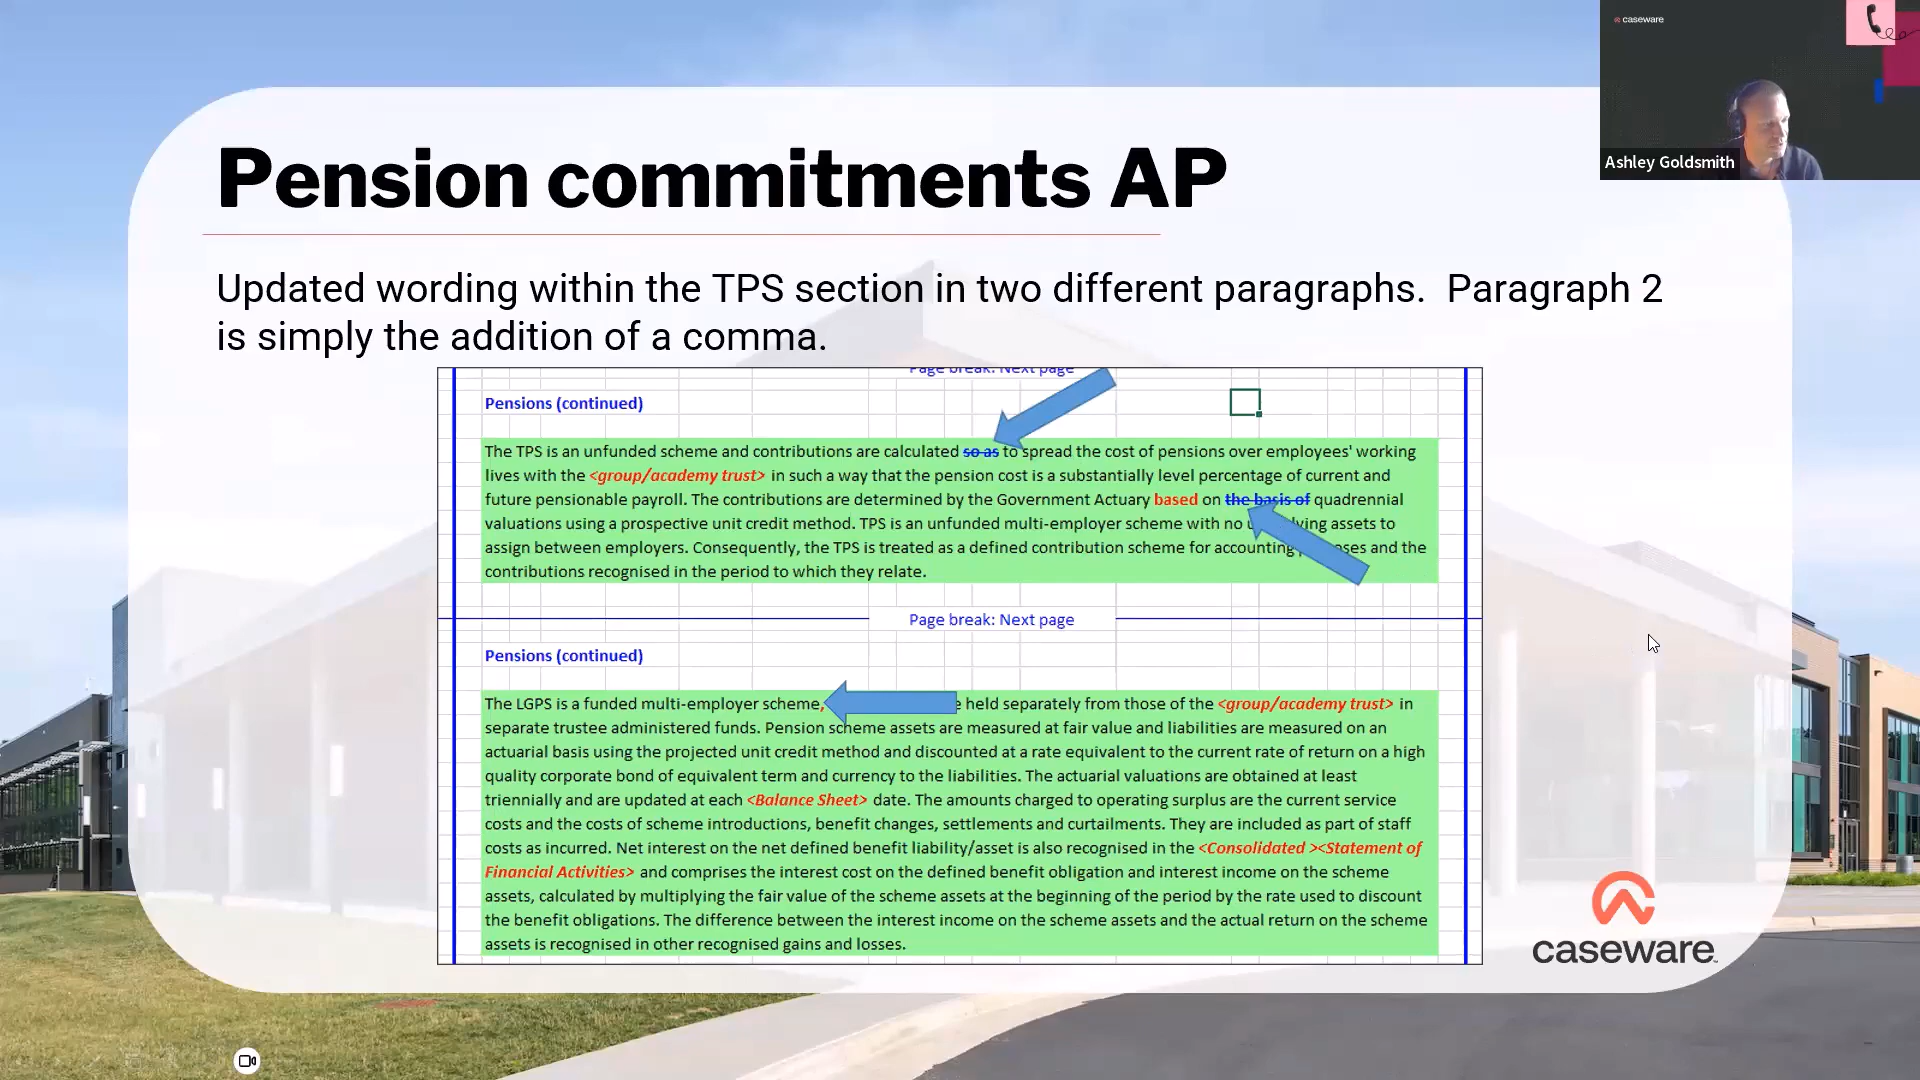 caseware
Ashley Goldsmith
Pension commitments AP
Updated wording within the TPS section in two different paragraphs.  Paragraph 2
is simply the addition of a comma.
Page break: Next page
Pensions (continued)
The TPS is an unfunded scheme and contributions are calculated so as to spread the cost of pensions over employees' working
lives with the <group/academy trust> in such a way that the pension cost is a substantially level percentage of current and
future pensionable payroll. The contributions are determined by the Government Actuary based on the basis of quadrennial
valuations using a prospective unit credit method. TPS is an unfunded multi-employer scheme with no lying assets to
assign between employers. Consequently, the TPS is treated as a defined contribution scheme for accounting ses and the
contributions recognised in the period to which they relate.
Page break: Next page
Pensions (continued)
The LGPS is a funded multi-employer scheme, e held separately from those of the <group/academy trust> in
separate trustee administered funds. Pension scheme assets are measured at fair value and liabilities are measured on an
actuarial basis using the projected unit credit method and discounted at a rate equivalent to the current rate of return on a high
quality corporate bond of equivalent term and currency to the liabilities. The actuarial valuations are obtained at least
triennially and are updated at each <Balance Sheet> date. The amounts charged to operating surplus are the current service
costs and the costs of scheme introductions, benefit changes, settlements and curtailments. They are included as part of staff
costs as incurred. Net interest on the net defined benefit liability/asset is also recognised in the <Consolidated ><Statement of
Financial Activities> and comprises the interest cost on the defined benefit obligation and interest income on the scheme
assets, calculated by multiplying the fair value of the scheme assets at the beginning of the period by the rate used to discount
the benefit obligations. The difference between the interest income on the scheme assets and the actual return on the scheme
assets is recognised in other recognised gains and losses.
caseware